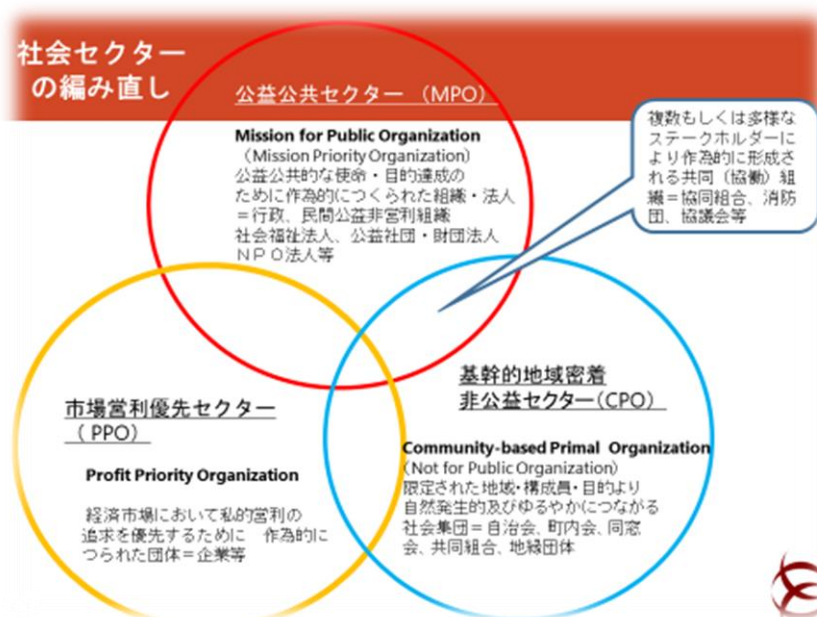 社会セクター
の編み直し
公益公共セクター（MPO）
Mission for Public Organization
（Mission Priority Organization）
公益公共的な使命・目的達成の
ために作為的につくられた組織・法人
＝行政、民間公益非営利組織
社会福祉法人、公益社団・財団法人
ＮＰＯ法人等
複数もしくは多様な
ステークホルダーに
より作為的に形成さ
れる共同（協働）組
織＝協同組合、消防
団、協議会等
市場営利優先セクター
（ PPO）
Profit Priority Organization
経済市場において私的営利の
追求を優先するために　作為的に
つられた団体＝企業等
基幹的地域密着
非公益セクター（CPO）
Community-based Primal Organization
(Not for Public Organization)
限定された地域・構成員・目的より
自然発生的及びゆるやかにつながる
社会集団＝自治会、町内会、同窓
会、共同組合、地縁団体